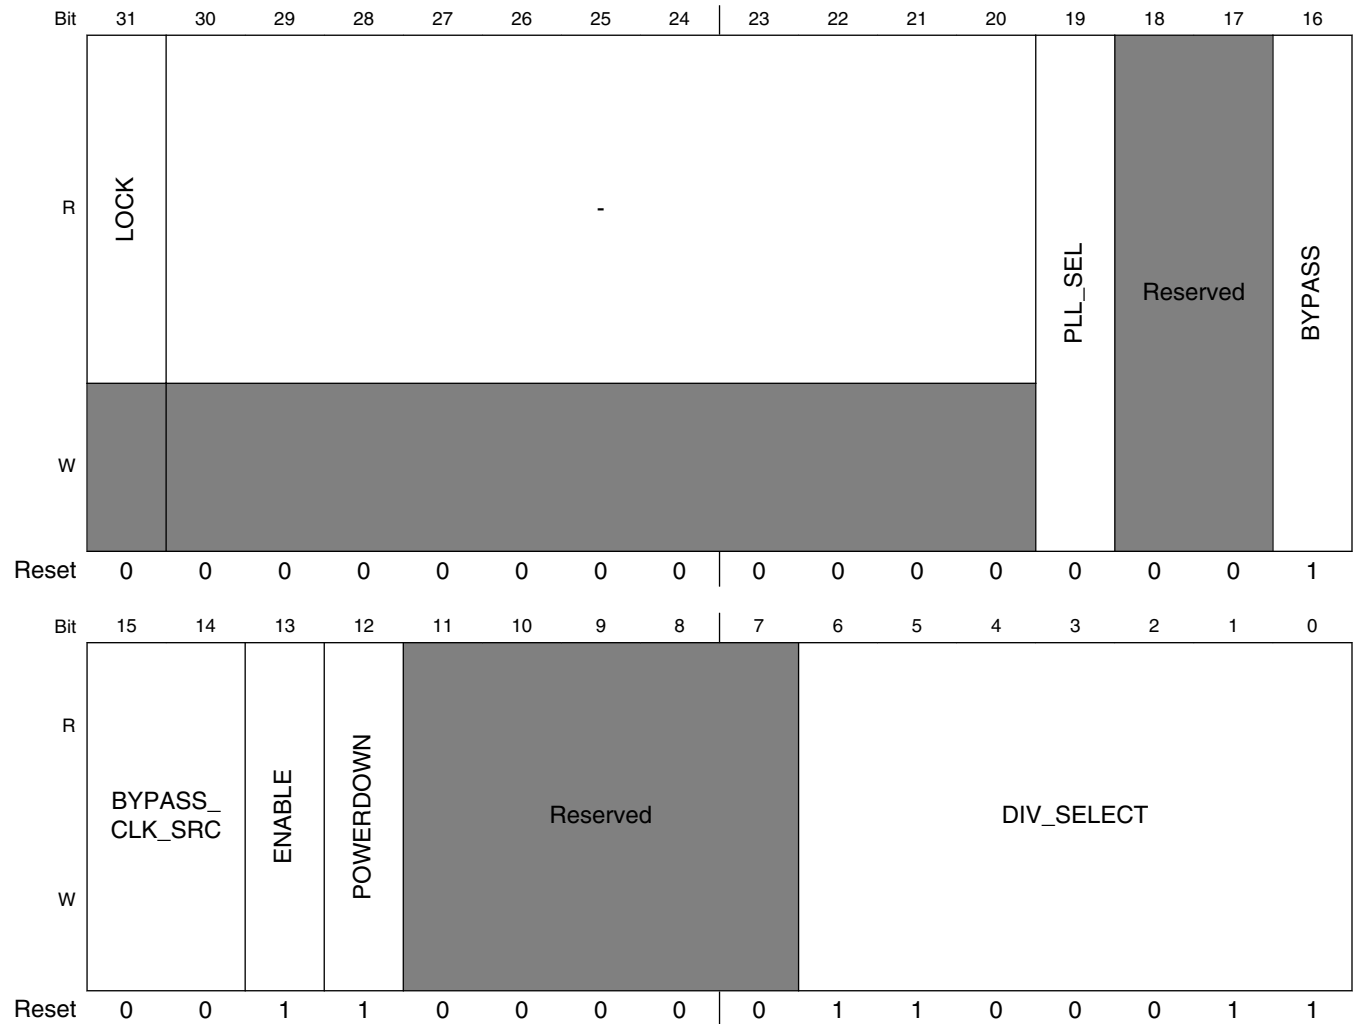 Bit 31 30 29 28 27 26 25 24 23 22 21 20 19 18 17 16
R LOCK - PLL_SEL Reserved BYPASS
W
Reset 0 0 0 0 0 0 0 0 0 0 0 0 0 0 0 1
Bit 15 14 13 12 11 10 9 8 7 6 5 4 3 2 1 0
R
BYPASS_
CLK_SRC ENABLE POWERDOWN Reserved DIV_SELECT
W
Reset 0 0 1 1 0 0 0 0 0 1 1 0 0 0 1 1